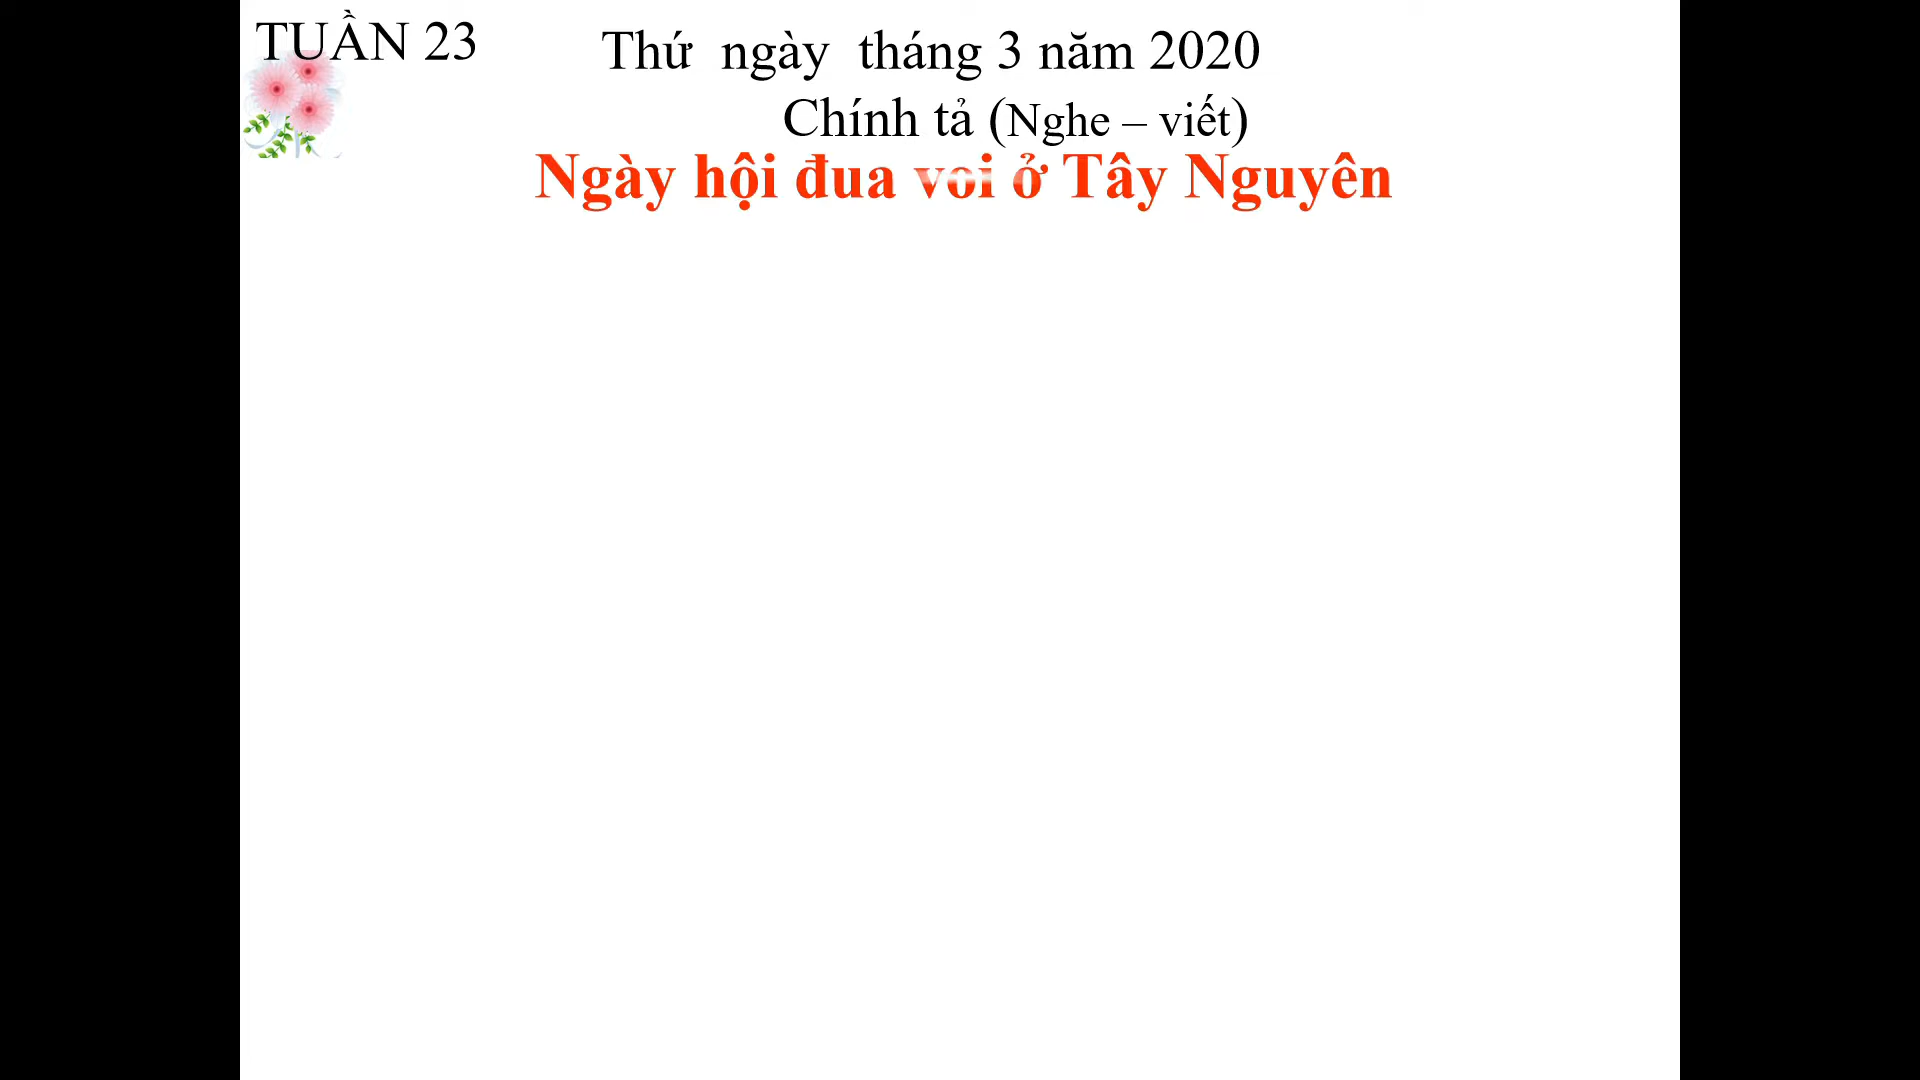 TUẦN 23
Thứ ngày tháng 3 năm 2020
Chính tả (Nghe – viết)
Ngày hội đua voi ở Tây Nguyên